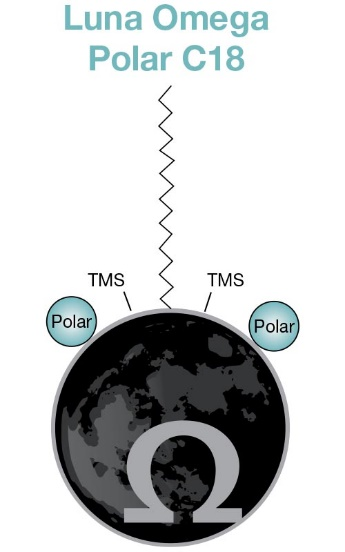 Luna Omega
Polar C18
TMS TMS
Polar Polar
Ω